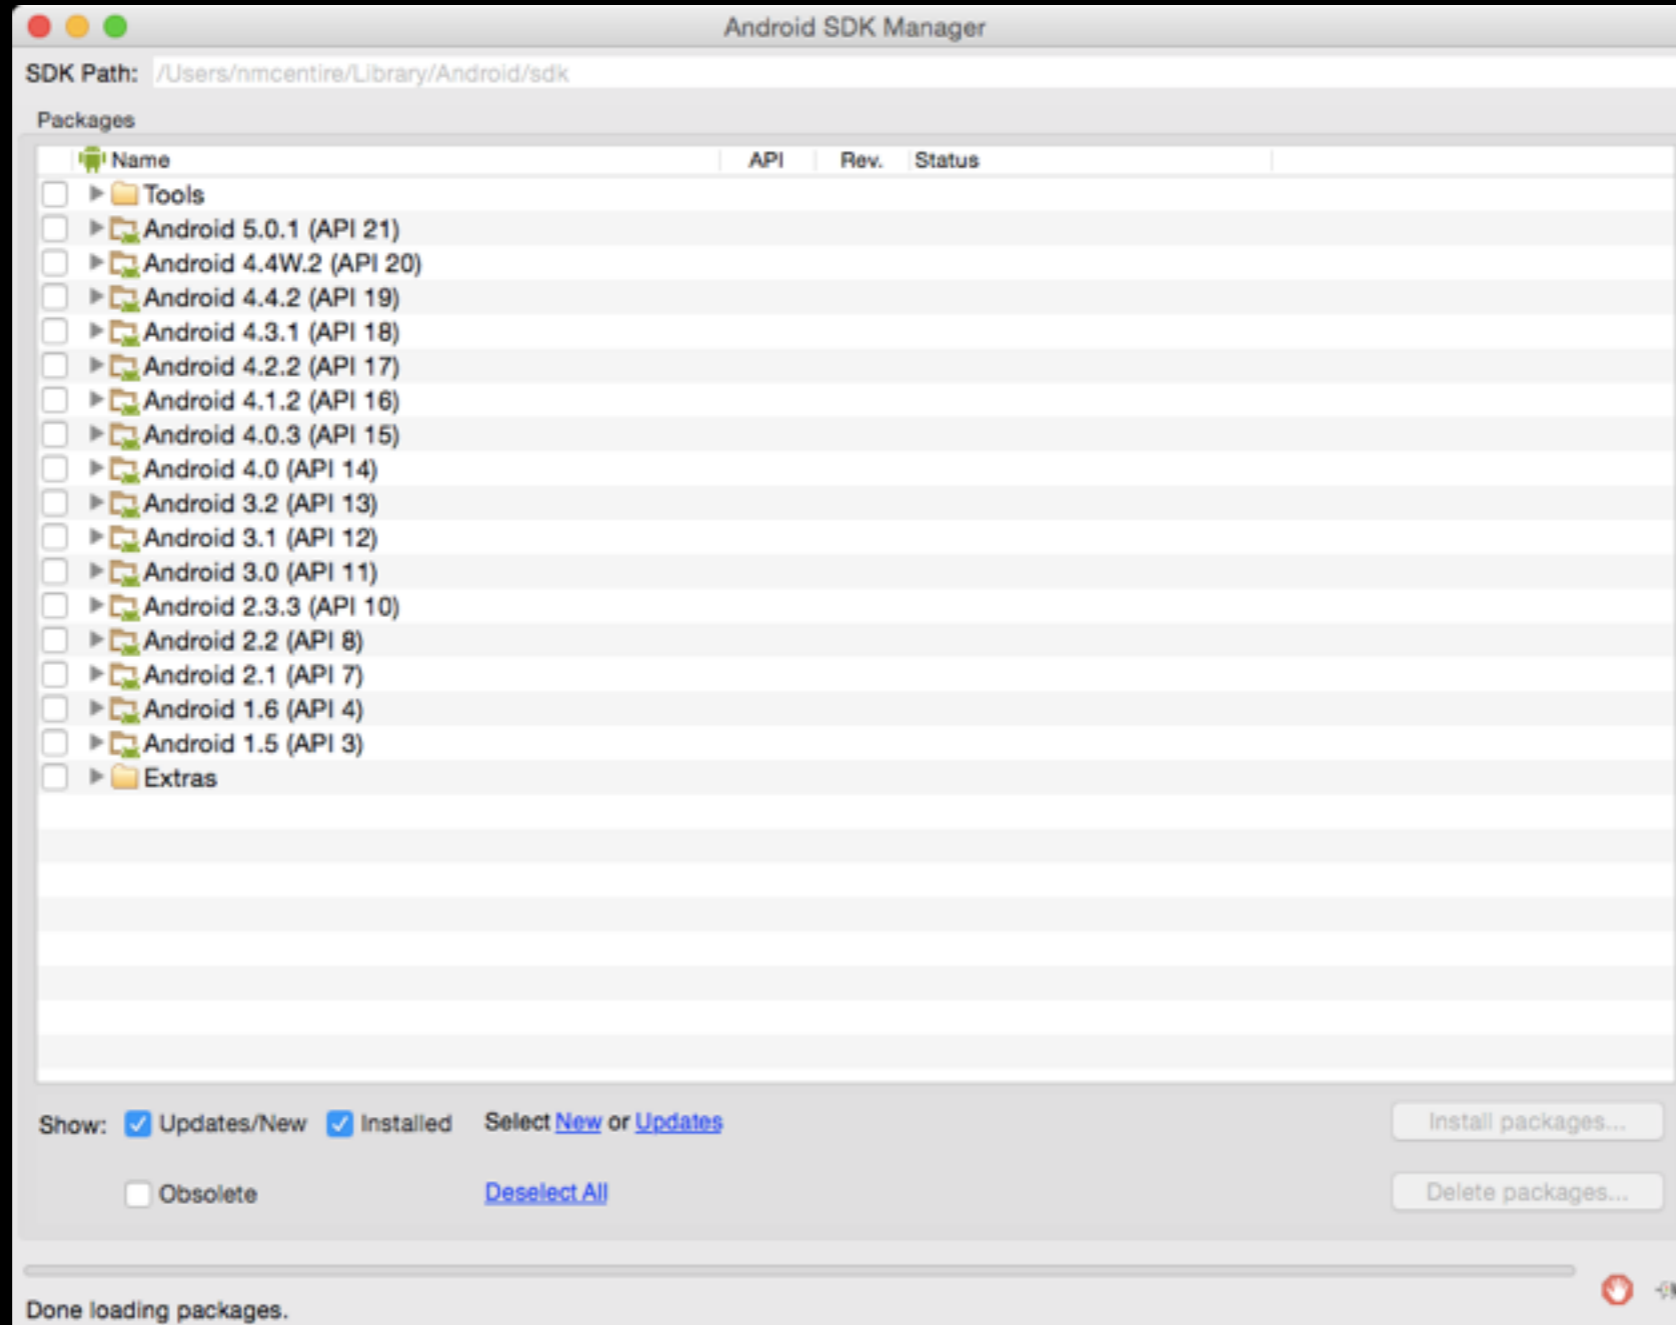 Android SDK Manager
SDK Path: /Users/nmcentire/Library/Android/sdk
Packages
Name API Rev. Status
Tools
Android 5.0.1 (API 21)
Android 4.4W.2 (API 20)
Android 4.4.2 (API 19)
Android 4.3.1 (API 18)
Android 4.2.2 (API 17)
Android 4.1.2 (API 16)
Android 4.0.3 (API 15)
Android 4.0 (API 14)
Android 3.2 (API 13)
Android 3.1 (API 12)
Android 3.0 (API 11)
Android 2.3.3 (API 10)
Android 2.2 (API 8)
Android 2.1 (API 7)
Android 1.6 (API 4)
Android 1.5 (API 3)
Extras
Show: Updates/New Installed Select New or Updates Install packages...
Obsolete Deselect All Delete packages...
Done loading packages.